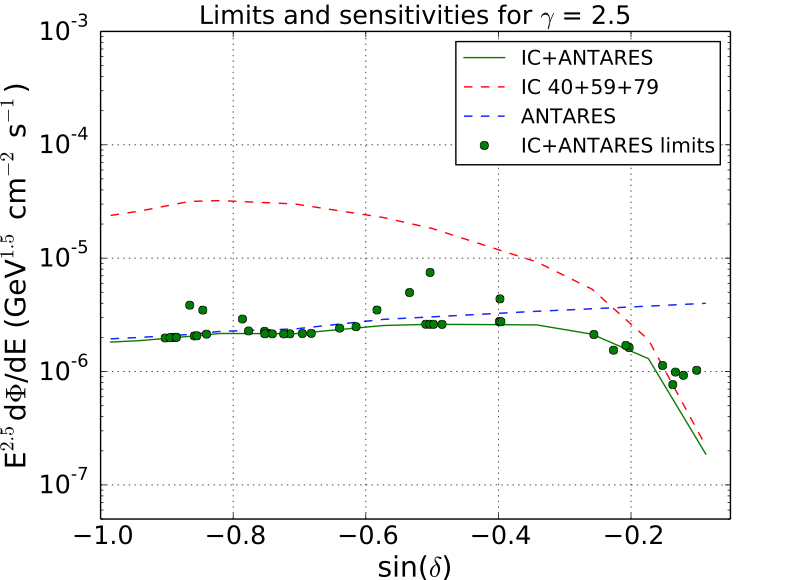 Limits and sensitivities for γ = 2.5
E^2.5 dΦ/dE (GeV^1.5 cm^−2 s^−1)
10^-3
10^-4
10^-5
10^-6
10^-7
IC+ANTARES
IC 40+59+79
ANTARES
IC+ANTARES limits
−1.0 −0.8 −0.6 −0.4 −0.2
sin(δ)